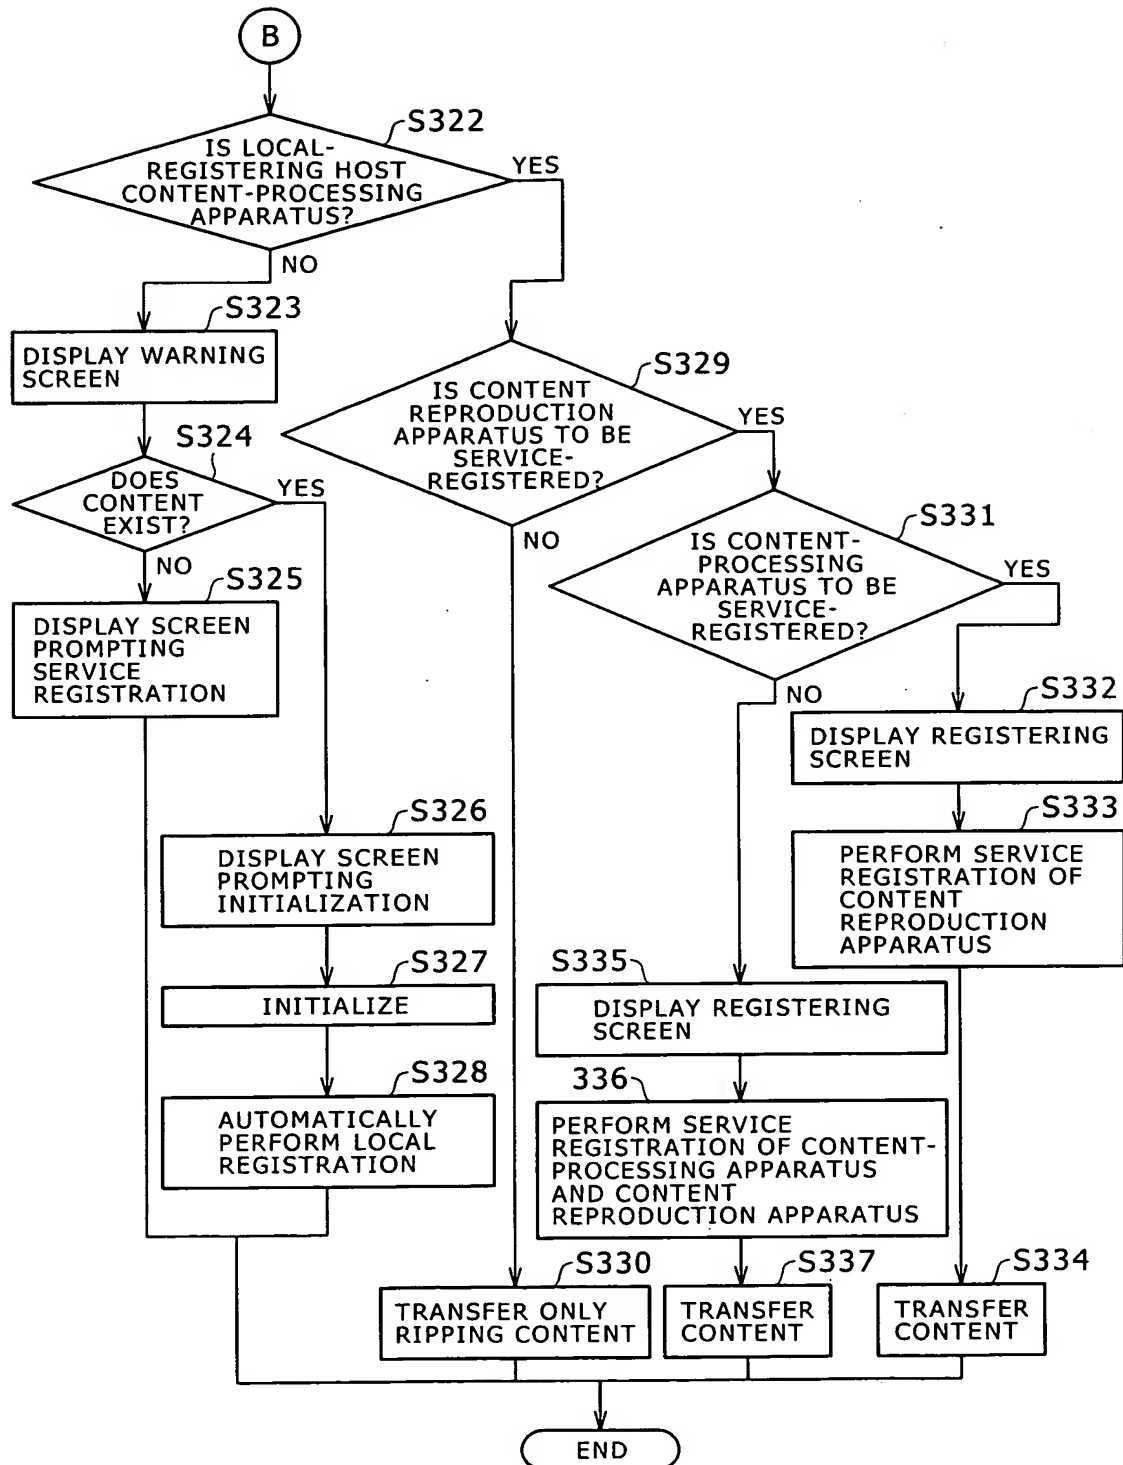 B
S322
IS LOCAL-
REGISTERING HOST
CONTENT-PROCESSING
APPARATUS?
YES
NO
S323
DISPLAY WARNING
SCREEN
S324
DOES
CONTENT
EXIST?
YES
NO
S325
DISPLAY SCREEN
PROMPTING
SERVICE
REGISTRATION
S326
DISPLAY SCREEN
PROMPTING
INITIALIZATION
S327
INITIALIZE
S328
AUTOMATICALLY
PERFORM LOCAL
REGISTRATION
S329
IS CONTENT
REPRODUCTION
APPARATUS TO BE
SERVICE-
REGISTERED?
YES
NO
S330
TRANSFER ONLY
RIPPING CONTENT
S331
IS CONTENT-
PROCESSING
APPARATUS TO BE
SERVICE-
REGISTERED?
YES
NO
S332
DISPLAY REGISTERING
SCREEN
S333
PERFORM SERVICE
REGISTRATION OF
CONTENT
REPRODUCTION
APPARATUS
S334
TRANSFER
CONTENT
S335
DISPLAY REGISTERING
SCREEN
336
PERFORM SERVICE
REGISTRATION OF CONTENT-
PROCESSING APPARATUS
AND CONTENT
REPRODUCTION APPARATUS
S337
TRANSFER
CONTENT
END